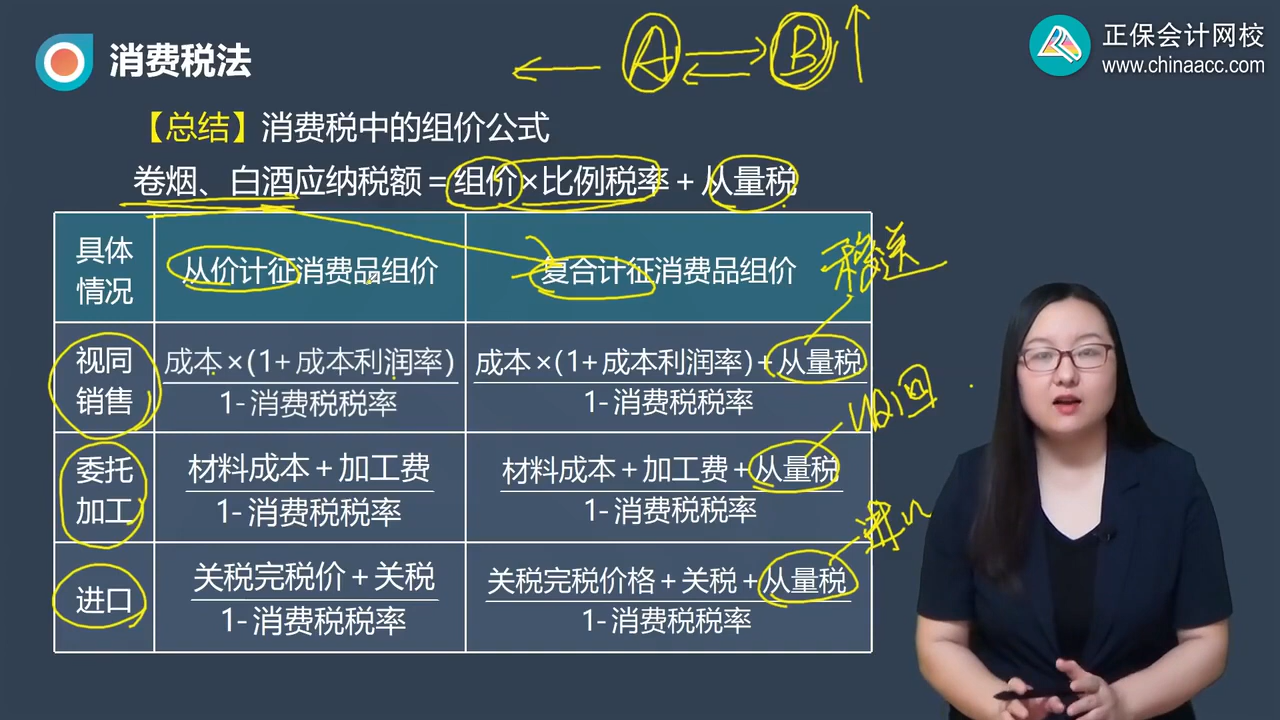 消费税法
A B
正保会计网校
www.chinaacc.com
【总结】消费税中的组价公式
卷烟、白酒应纳税额＝组价×比例税率＋从量税
具体情况 从价计征消费品组价 复合计征消费品组价
移送
视同销售 成本×(1+成本利润率) 成本×(1+成本利润率)+从量税
1-消费税税率 1-消费税税率
收回
委托加工 材料成本＋加工费 材料成本＋加工费＋从量税
1-消费税税率 1-消费税税率
进口
进口 关税完税价＋关税 关税完税价格＋关税＋从量税
1-消费税税率 1-消费税税率